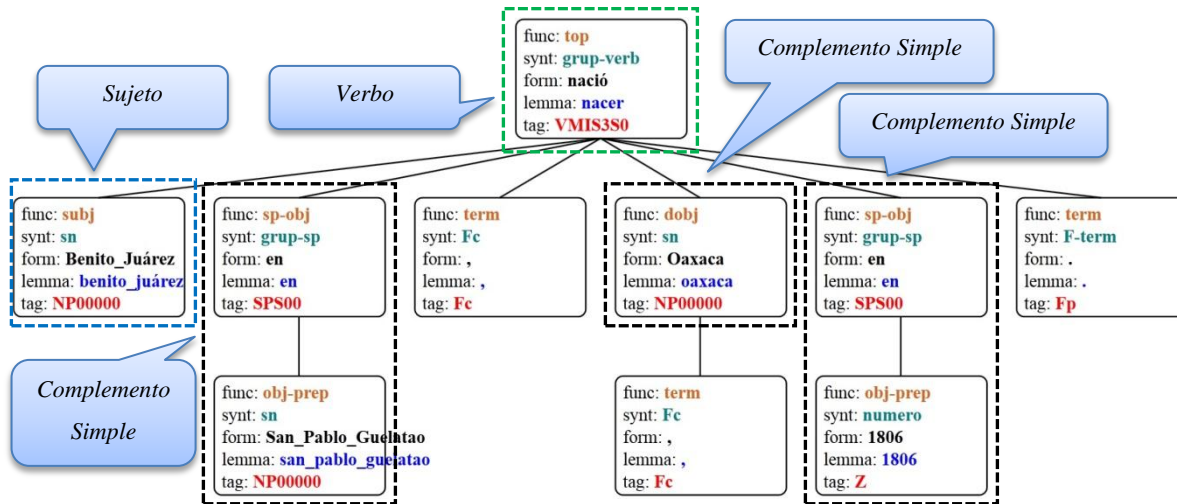 func: top
synt: grup-verb
form: nació
lemma: nacer
tag: VMIS3S0
Complemento Simple
Sujeto
Verbo
Complemento Simple
func: subj
synt: sn
form: Benito_Juárez
lemma: benito_juárez
tag: NP00000
func: sp-obj
synt: grup-sp
form: en
lemma: en
tag: SPS00
func: term
synt: Fc
form: ,
lemma: ,
tag: Fc
func: dobj
synt: sn
form: Oaxaca
lemma: oaxaca
tag: NP00000
func: sp-obj
synt: grup-sp
form: en
lemma: en
tag: SPS00
func: term
synt: F-term
form: .
lemma: .
tag: Fp
Complemento
Simple
func: obj-prep
synt: sn
form: San_Pablo_Guelatao
lemma: san_pablo_guelatao
tag: NP00000
func: term
synt: Fc
form: ,
lemma: ,
tag: Fc
func: obj-prep
synt: numero
form: 1806
lemma: 1806
tag: Z